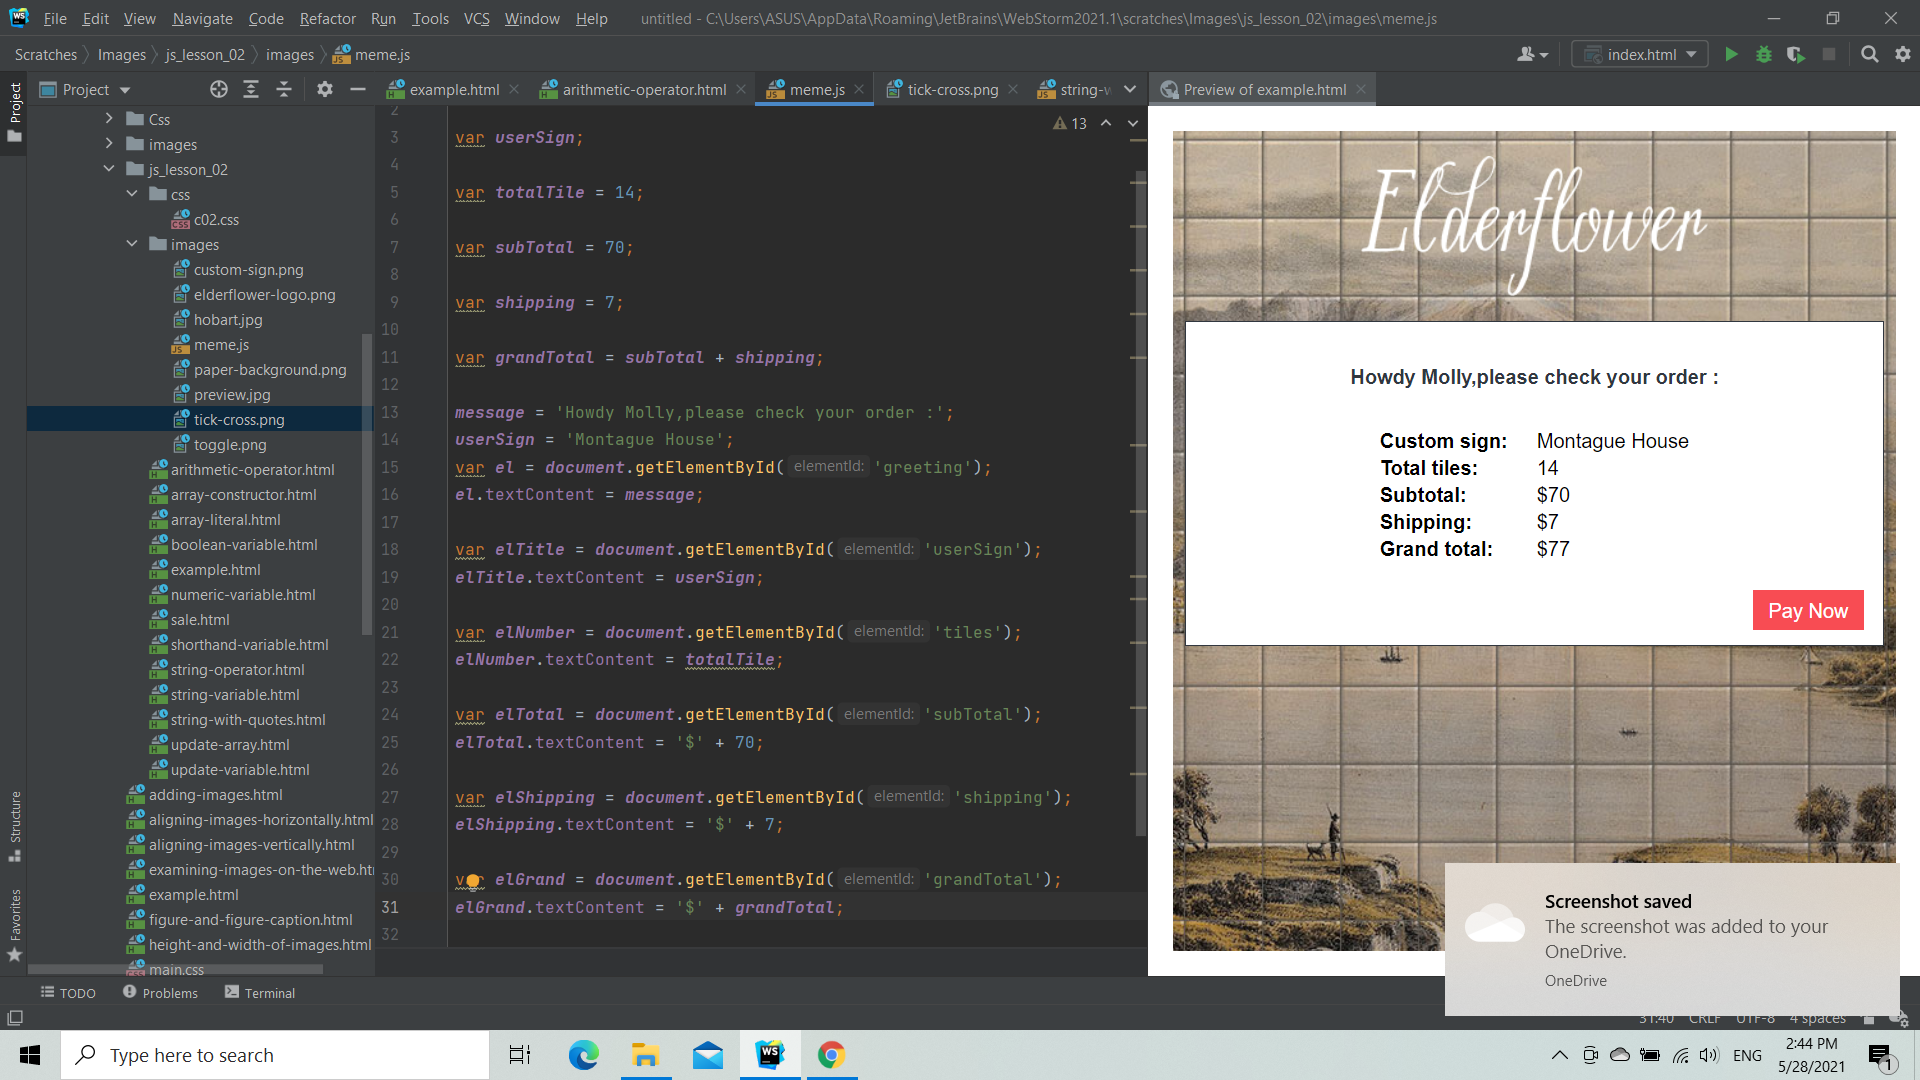 File Edit View Navigate Code Refactor Run Tools VCS Window Help untitled - C:\Users\ASUS\AppData\Roaming\JetBrains\WebStorm2021.1\scratches\Images\js_lesson_02\images\meme.js
Scratches Images js_lesson_02 images meme.js index.html
Project
Project
example.html arithmetic-operator.html meme.js tick-cross.png string-w
Preview of example.html
Css
images
js_lesson_02
css
c02.css
images
custom-sign.png
elderflower-logo.png
hobart.jpg
meme.js
paper-background.png
preview.jpg
tick-cross.png
toggle.png
arithmetic-operator.html
array-constructor.html
array-literal.html
boolean-variable.html
example.html
numeric-variable.html
sale.html
shorthand-variable.html
string-operator.html
string-variable.html
string-with-quotes.html
update-array.html
update-variable.html
adding-images.html
aligning-images-horizontally.html
aligning-images-vertically.html
examining-images-on-the-web.ht
example.html
figure-and-figure-caption.html
height-and-width-of-images.html
main.css
Structure
Favorites
13
2
3 var userSign;
4
5 var totalTile = 14;
6
7 var subTotal = 70;
8
9 var shipping = 7;
10
11 var grandTotal = subTotal + shipping;
12
13 message = 'Howdy Molly,please check your order :';
14 userSign = 'Montague House';
15 var el = document.getElementById( elementId: 'greeting');
16 el.textContent = message;
17
18 var elTitle = document.getElementById( elementId: 'userSign');
19 elTitle.textContent = userSign;
20
21 var elNumber = document.getElementById( elementId: 'tiles');
22 elNumber.textContent = totalTile;
23
24 var elTotal = document.getElementById( elementId: 'subTotal');
25 elTotal.textContent = '$' + 70;
26
27 var elShipping = document.getElementById( elementId: 'shipping');
28 elShipping.textContent = '$' + 7;
29
30 var elGrand = document.getElementById( elementId: 'grandTotal');
31 elGrand.textContent = '$' + grandTotal;
32
Elderflower
Howdy Molly,please check your order :
Custom sign: Montague House
Total tiles: 14
Subtotal: $70
Shipping: $7
Grand total: $77
Pay Now
Screenshot saved
The screenshot was added to your
OneDrive.
OneDrive
TODO Problems Terminal
31:40 CRLF UTF-8 4 spaces
Type here to search
ENG
2:44 PM
5/28/2021
1